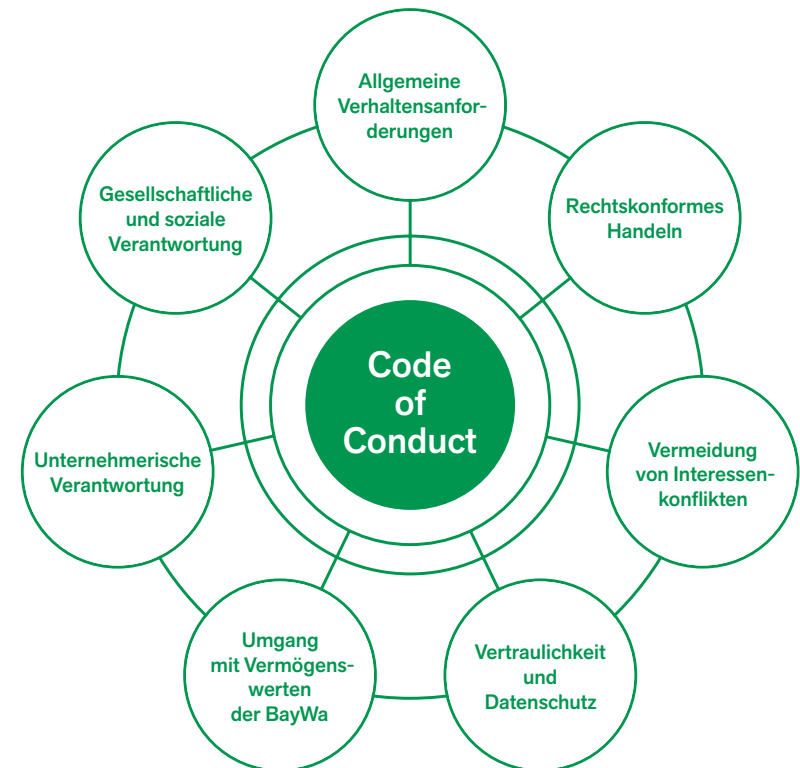 Allgemeine
Verhaltensanfor-
derungen
Rechtskonformes
Handeln
Vermeidung
von Interessen-
konflikten
Vertraulichkeit
und
Datenschutz
Umgang
mit Vermögens-
werten
der BayWa
Unternehmerische
Verantwortung
Gesellschaftliche
und soziale
Verantwortung
Code
of
Conduct